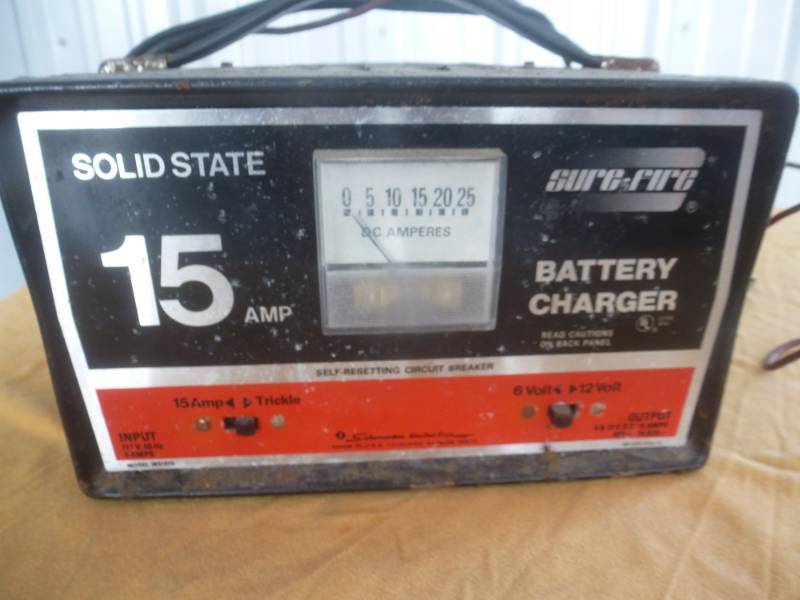 SOLID STATE
15 AMP
0 5 10 15 20 25
D.C. AMPERES
SURE FIRE
®
BATTERY
CHARGER
UL
READ CAUTIONS
ON BACK PANEL
SELF-RESETTING CIRCUIT BREAKER
15 Amp ◀ ▷ Trickle
6 Volt ◀ ▶ 12 Volt
INPUT
OUTPUT